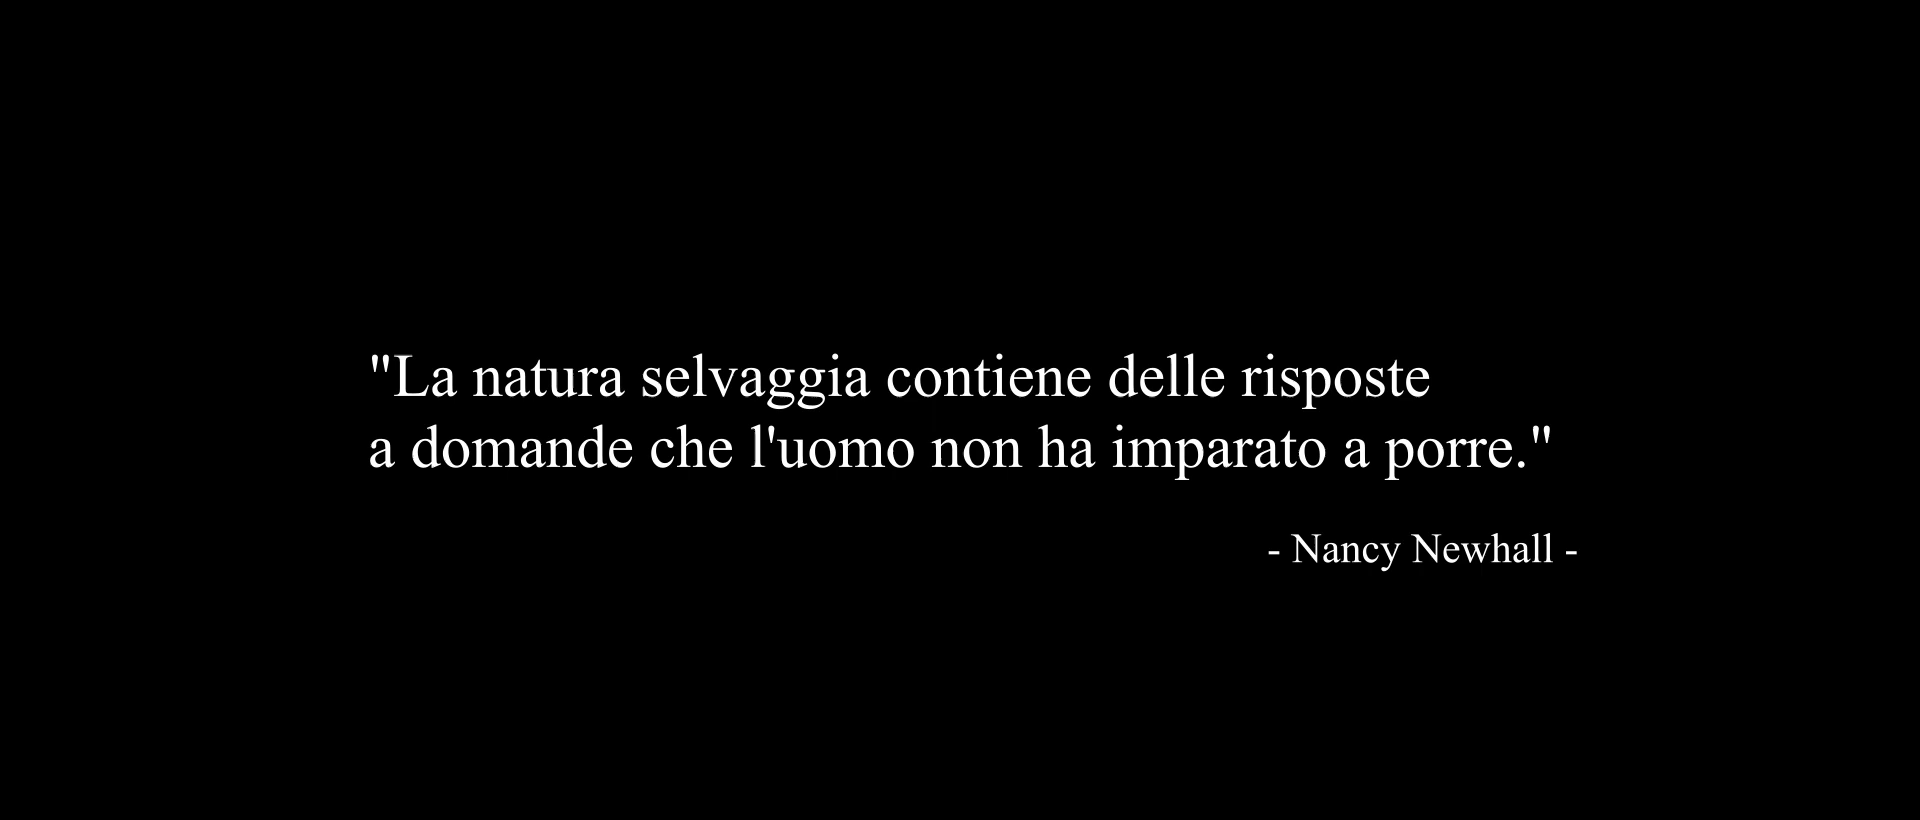 "La natura selvaggia contiene delle risposte
a domande che l'uomo non ha imparato a porre."
- Nancy Newhall -